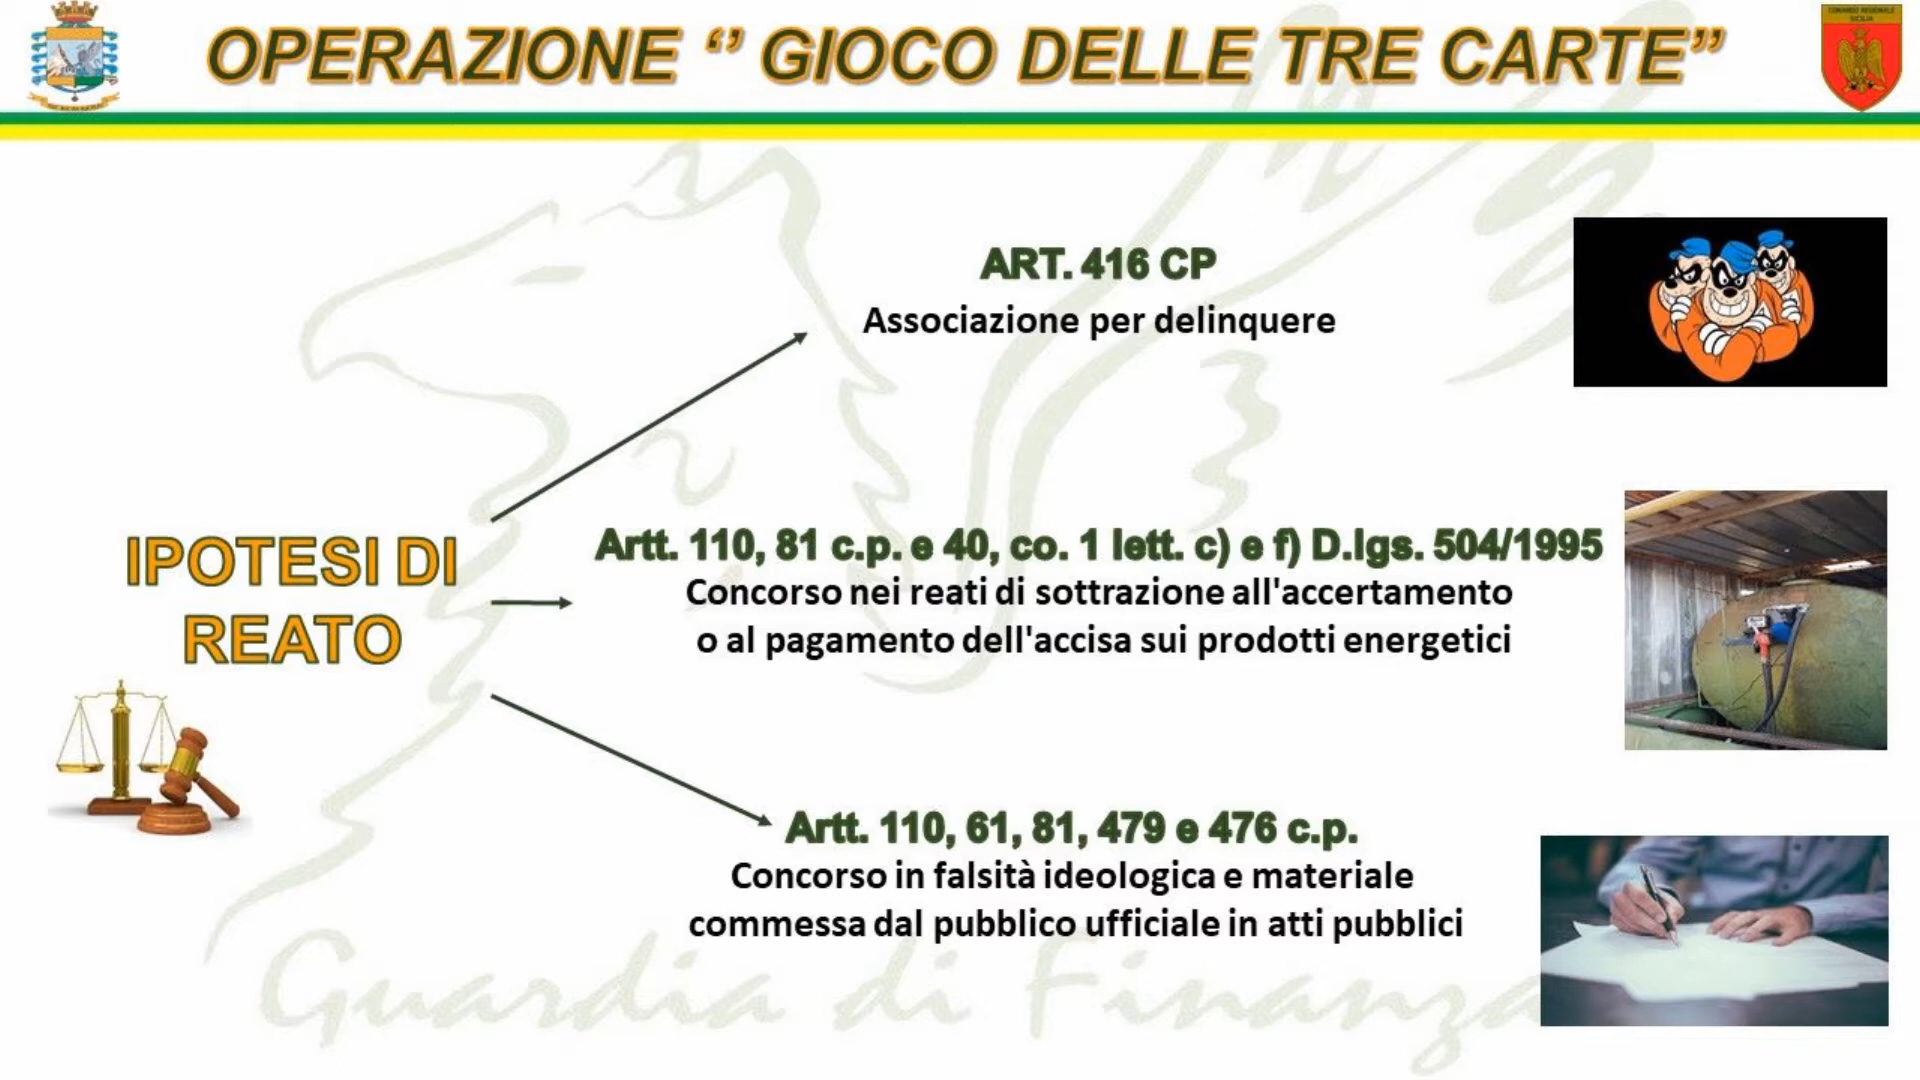 OPERAZIONE ‘’ GIOCO DELLE TRE CARTE’’
COMANDO REGIONALE
SICILIA
ART. 416 CP
Associazione per delinquere
IPOTESI DI
REATO
Artt. 110, 81 c.p. e 40, co. 1 lett. c) e f) D.lgs. 504/1995
Concorso nei reati di sottrazione all'accertamento
o al pagamento dell'accisa sui prodotti energetici
Artt. 110, 61, 81, 479 e 476 c.p.
Concorso in falsità ideologica e materiale
commessa dal pubblico ufficiale in atti pubblici
Guardia di Finanza